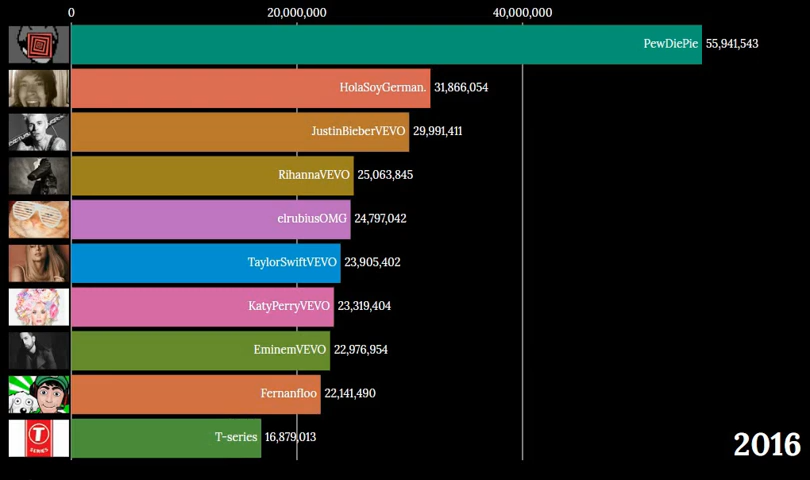 0 20,000,000 40,000,000
PewDiePie 55,941,543
HolaSoyGerman. 31,866,054
JustinBieberVEVO 29,991,411
RihannaVEVO 25,063,845
elrubiusOMG 24,797,042
TaylorSwiftVEVO 23,905,402
KatyPerryVEVO 23,319,404
EminemVEVO 22,976,954
Fernanfloo 22,141,490
T SERIES
T-series 16,879,013
2016